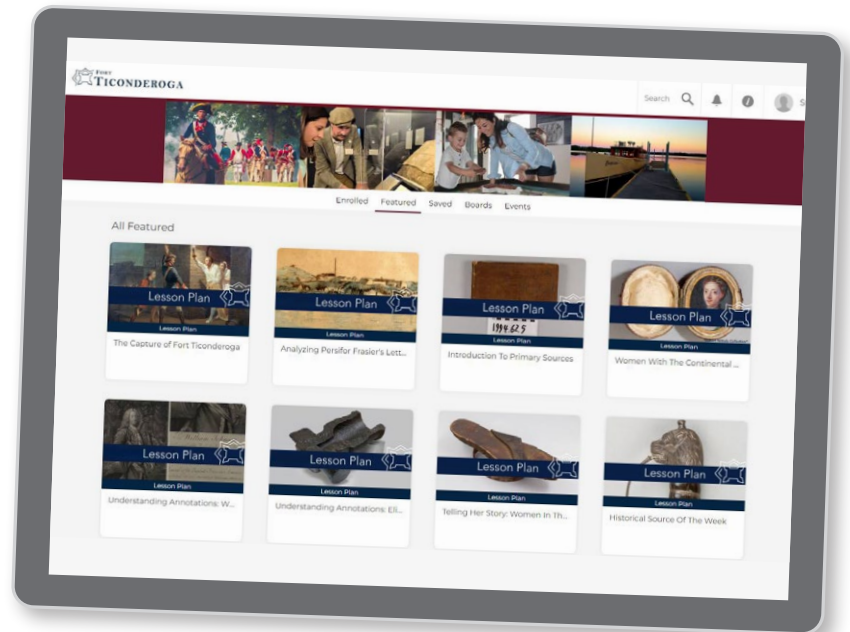 FORT
TICONDEROGA
Search
Enrolled Featured Saved Boards Events
All Featured
Lesson Plan Lesson Plan Lesson Plan Lesson Plan
1994.62.5
Lesson Plan Lesson Plan Lesson Plan Lesson Plan
The Capture of Fort Ticonderoga Analyzing Persifor Frasier's Lett... Introduction To Primary Sources Women With The Continental ...
Lesson Plan Lesson Plan Lesson Plan Lesson Plan
Lesson Plan Lesson Plan Lesson Plan Lesson Plan
Understanding Annotations: W... Understanding Annotations: Eli... Telling Her Story: Women In Th... Historical Source Of The Week